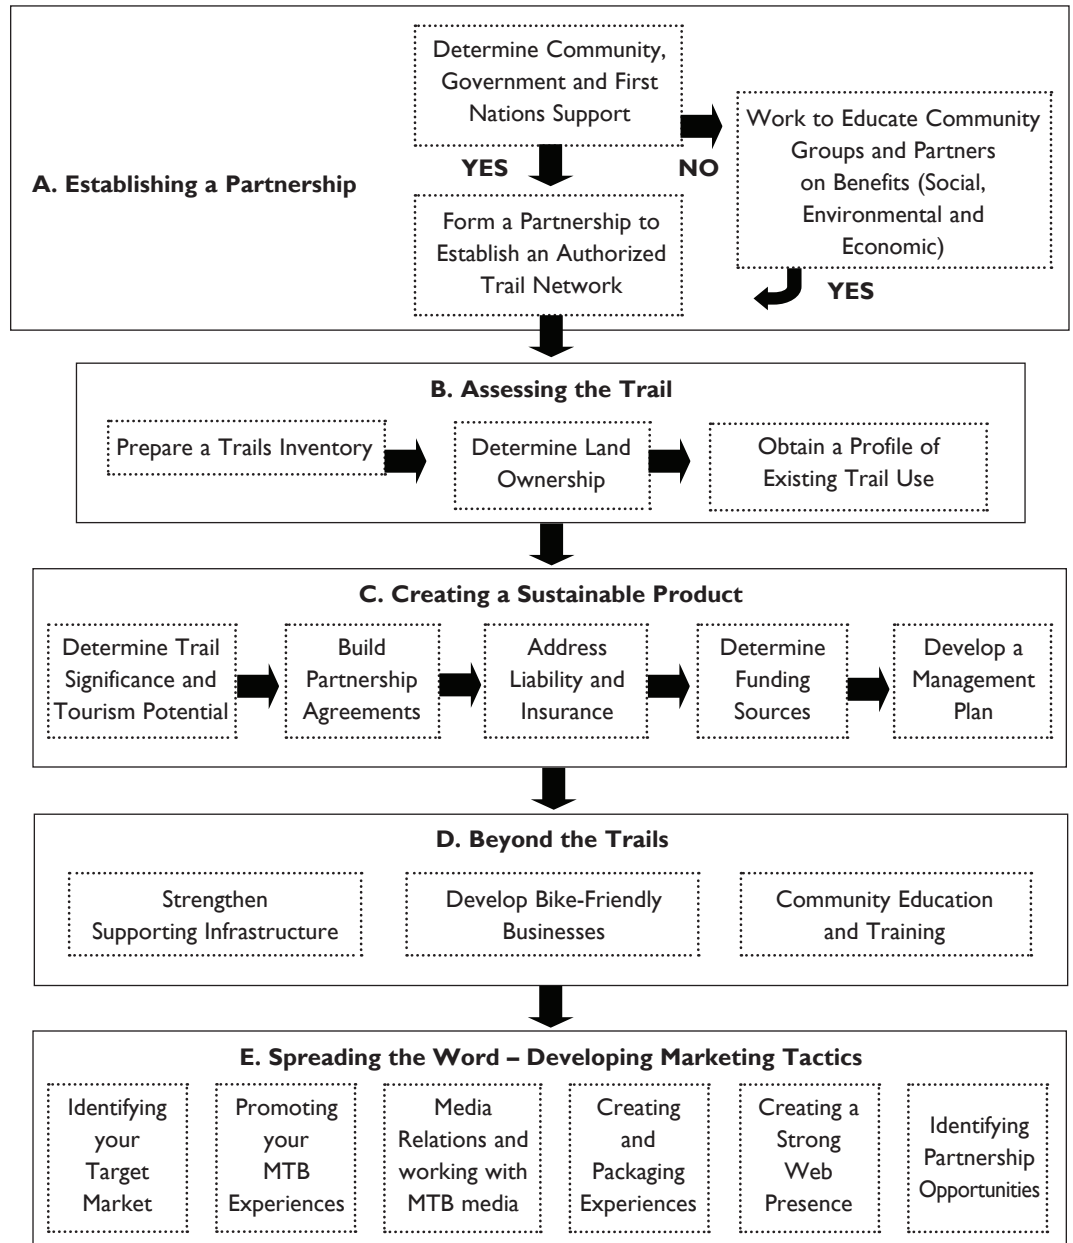 Determine Community,
Government and First
Nations Support
YES
NO
Work to Educate Community
Groups and Partners
on Benefits (Social,
Environmental and
Economic)
YES
A. Establishing a Partnership
Form a Partnership to
Establish an Authorized
Trail Network
B. Assessing the Trail
Prepare a Trails Inventory
Determine Land
Ownership
Obtain a Profile of
Existing Trail Use
C. Creating a Sustainable Product
Determine Trail
Significance and
Tourism Potential
Build
Partnership
Agreements
Address
Liability and
Insurance
Determine
Funding
Sources
Develop a
Management
Plan
D. Beyond the Trails
Strengthen
Supporting Infrastructure
Develop Bike-Friendly
Businesses
Community Education
and Training
E. Spreading the Word – Developing Marketing Tactics
Identifying
your
Target
Market
Promoting
your
MTB
Experiences
Media
Relations and
working with
MTB media
Creating
and
Packaging
Experiences
Creating a
Strong
Web
Presence
Identifying
Partnership
Opportunities